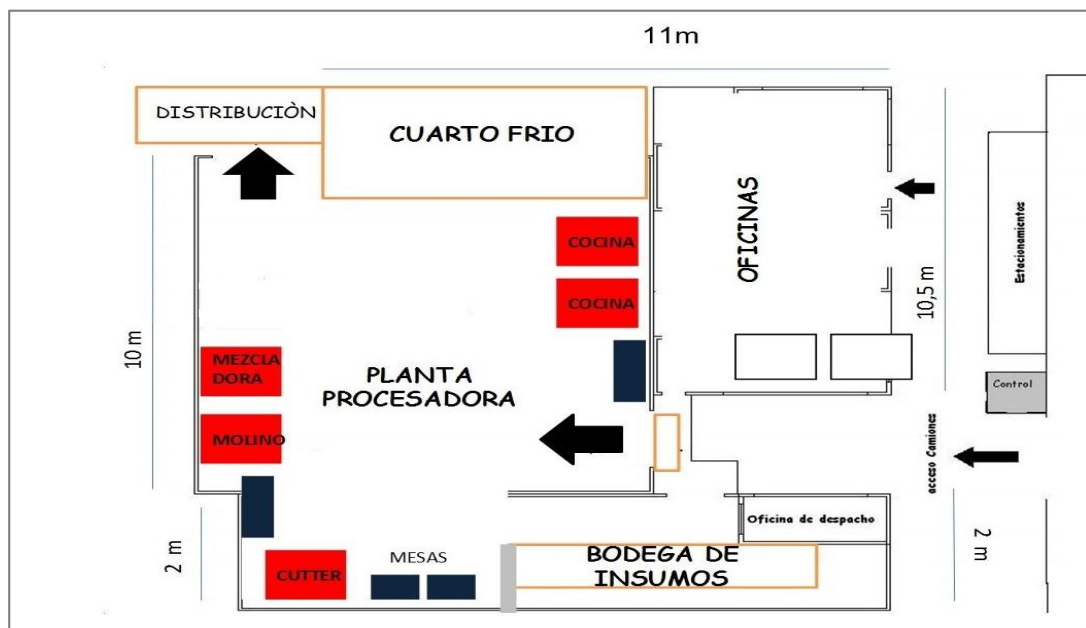 11m
DISTRIBUCIÒN
CUARTO FRIO
OFICINAS
Estacionamientos
COCINA
COCINA
10,5 m
10 m
MEZCLA
DORA
PLANTA
PROCESADORA
Control
MOLINO
acceso Camiones
Oficina de despacho
2 m
2 m
MESAS
BODEGA DE
INSUMOS
CUTTER